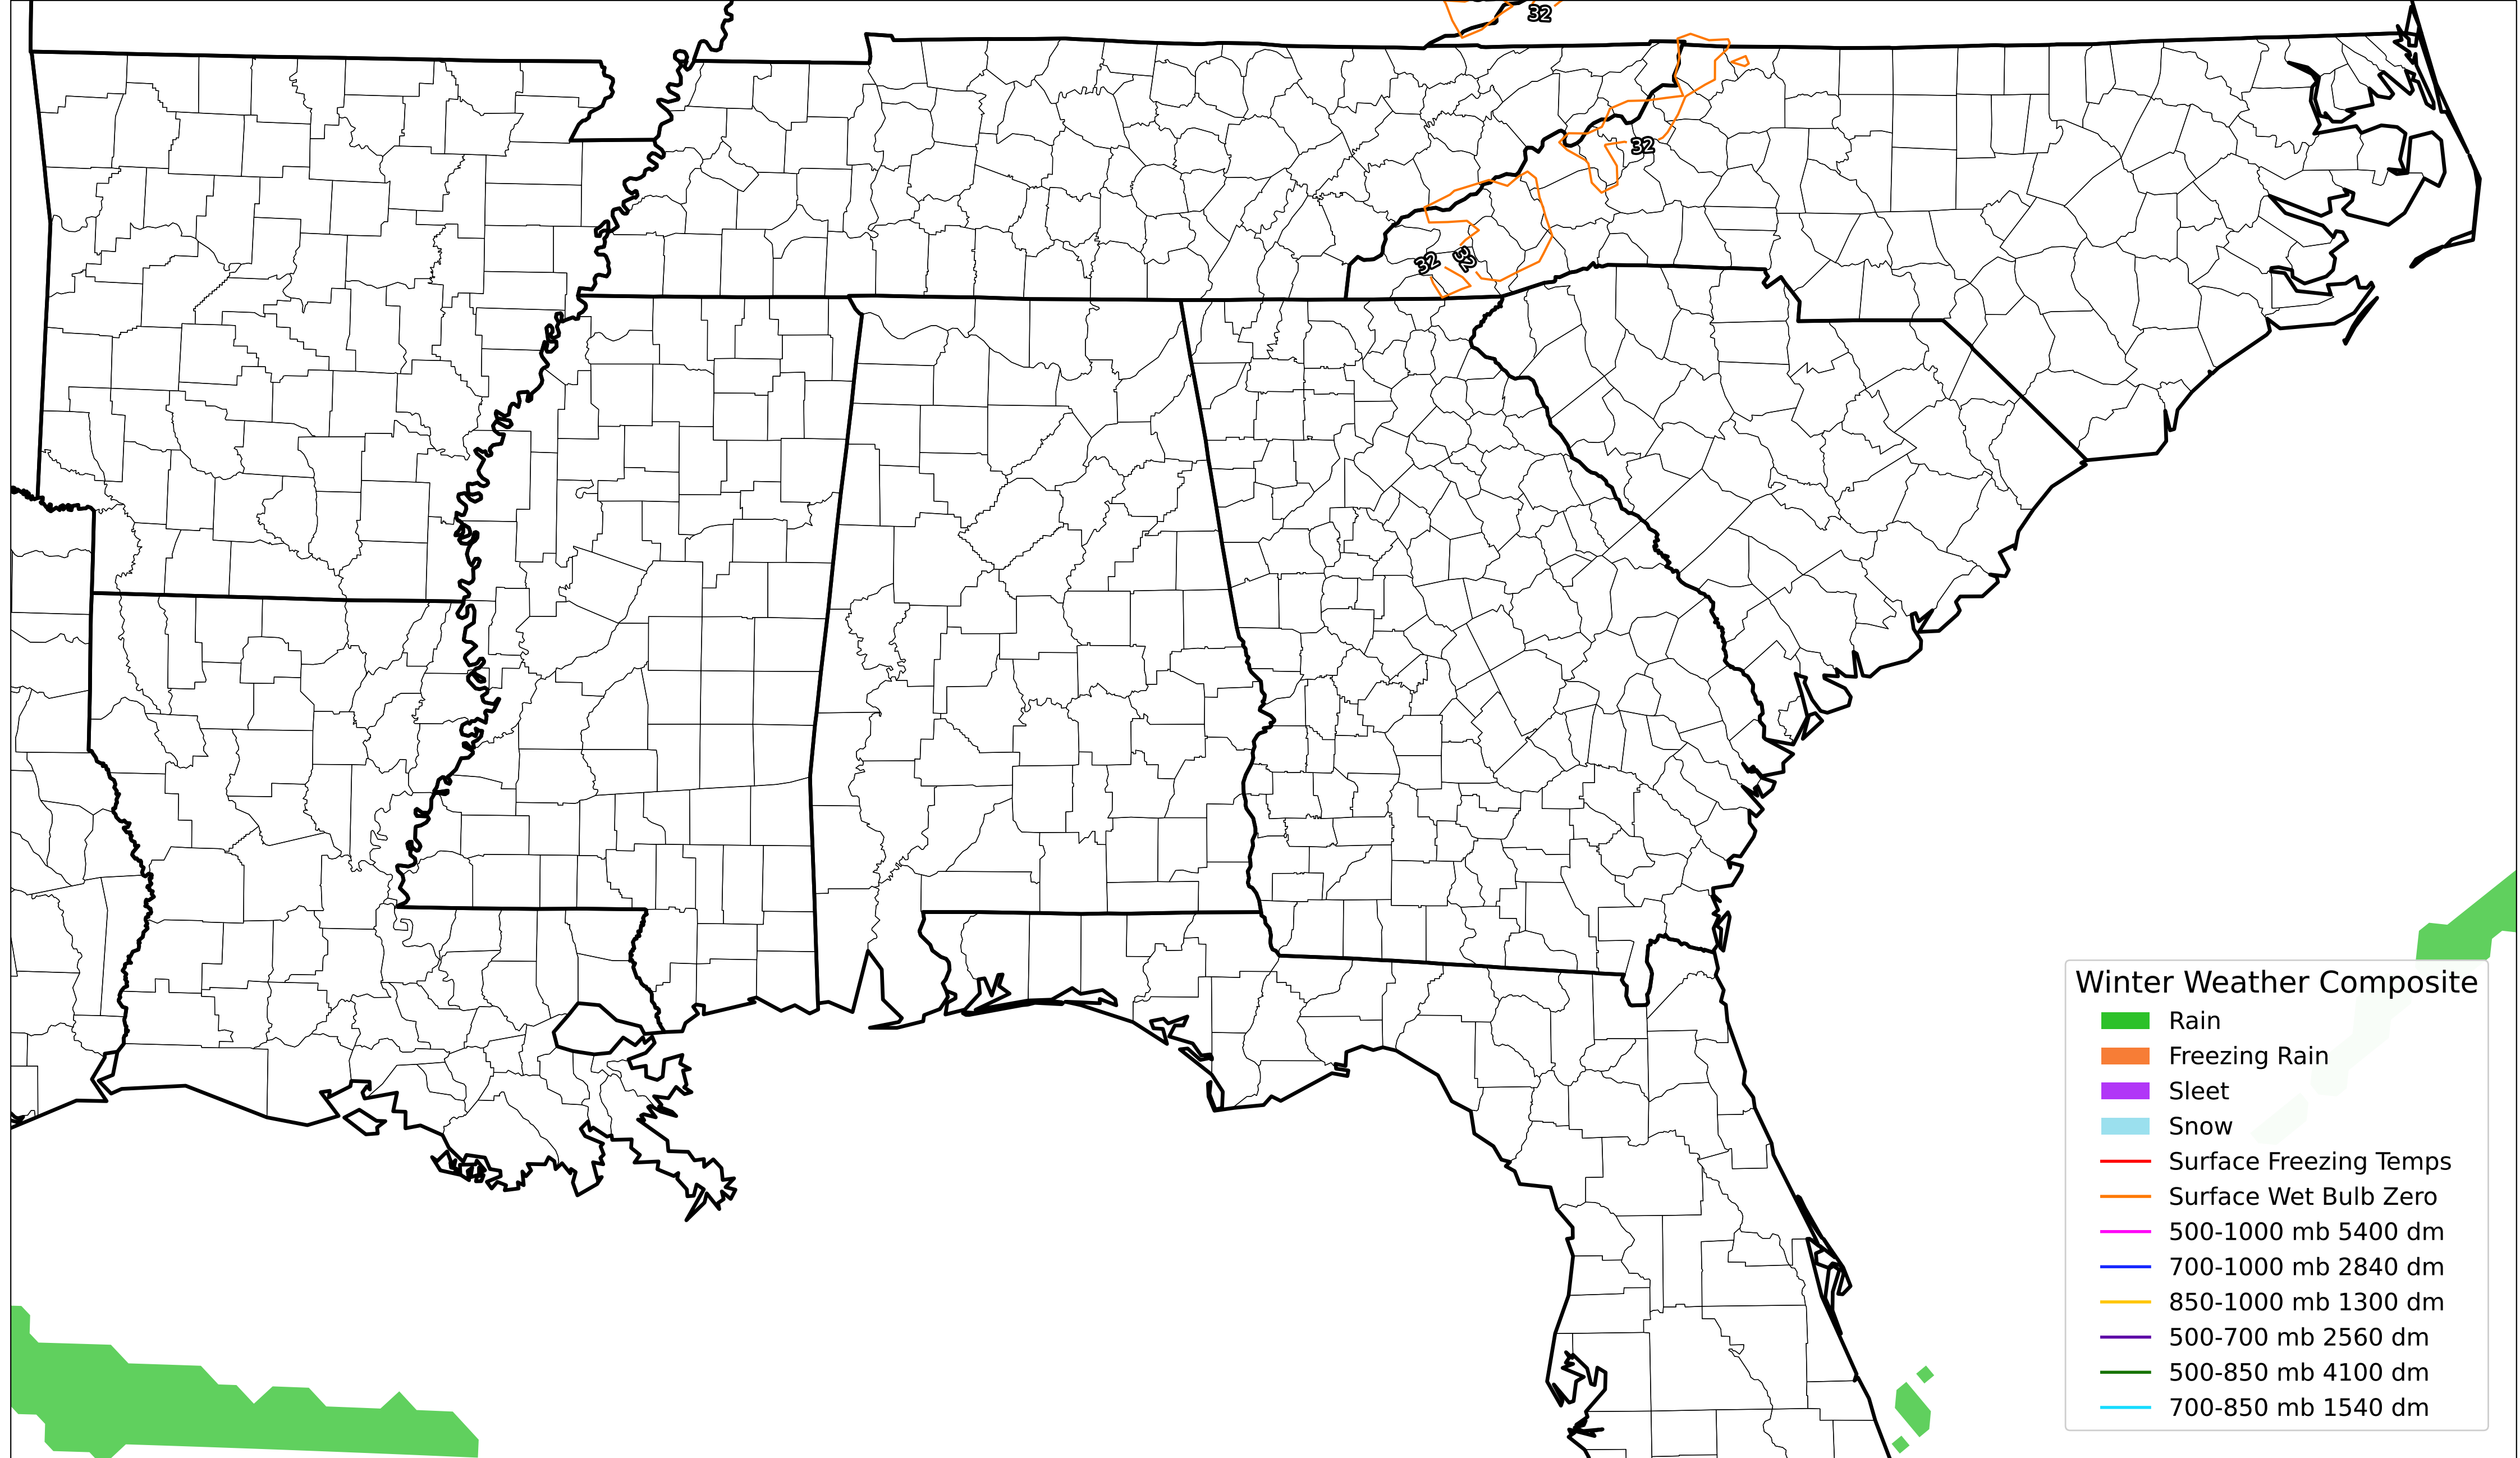 32
32
32
32
Winter Weather Composite
Rain
Freezing Rain
Sleet
Snow
Surface Freezing Temps
Surface Wet Bulb Zero
500-1000 mb 5400 dm
700-1000 mb 2840 dm
850-1000 mb 1300 dm
500-700 mb 2560 dm
500-850 mb 4100 dm
700-850 mb 1540 dm